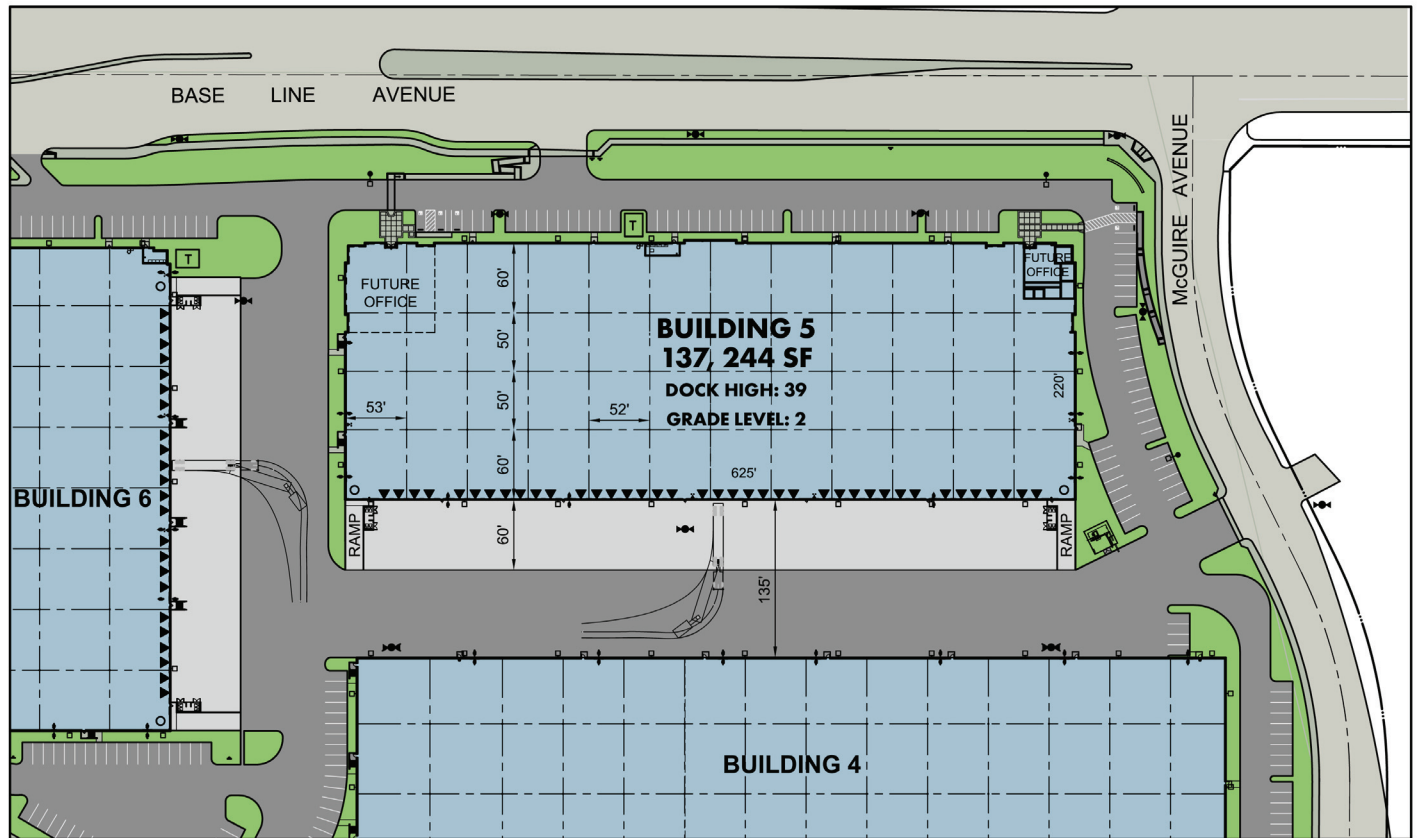 BASE LINE AVENUE
McGUIRE AVENUE
T
T
FUTURE
OFFICE
FUTURE
OFFICE
60'
50'
50'
60'
60'
BUILDING 5
137, 244 SF
DOCK HIGH: 39
GRADE LEVEL: 2
53'
52'
220'
625'
RAMP
RAMP
135'
BUILDING 6
BUILDING 4